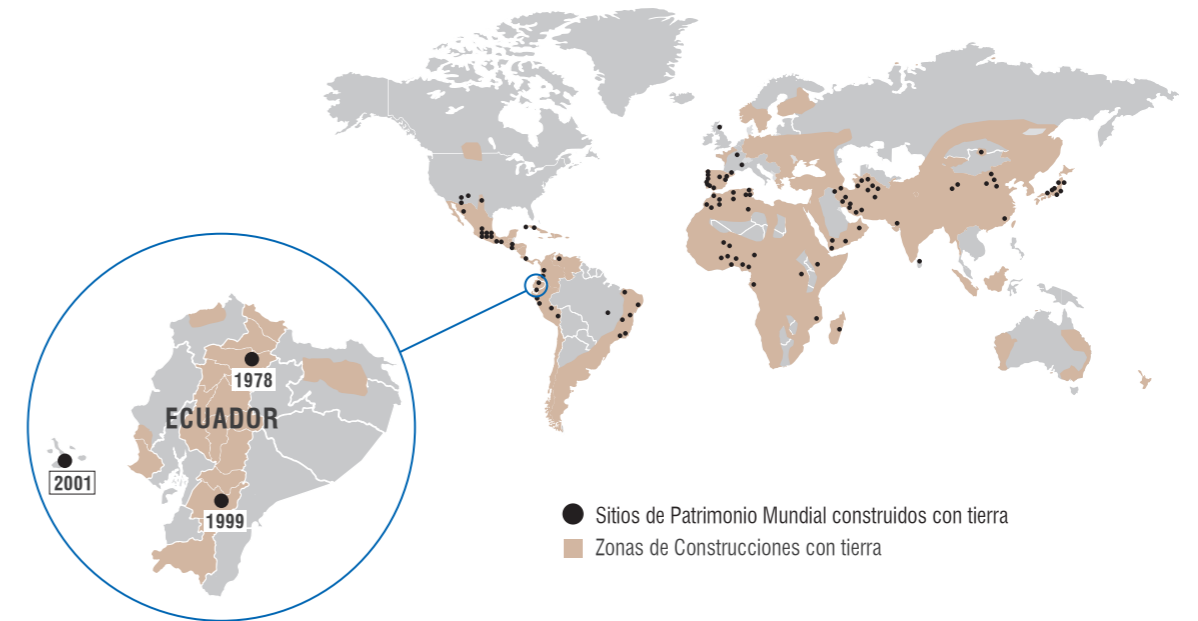 1978
ECUADOR
2001
1999
Sitios de Patrimonio Mundial construidos con tierra
Zonas de Construcciones con tierra